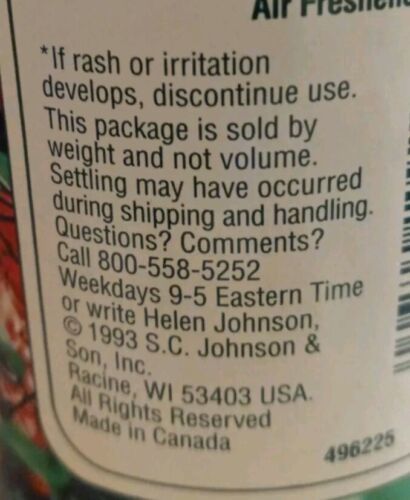 Air Freshene
*If rash or irritation
develops, discontinue use.
This package is sold by
weight and not volume.
Settling may have occurred
during shipping and handling.
Questions? Comments?
Call 800-558-5252
Weekdays 9-5 Eastern Time
or write Helen Johnson,
© 1993 S.C. Johnson &
Son, Inc.
Racine, WI 53403 USA.
All Rights Reserved
Made in Canada
496225